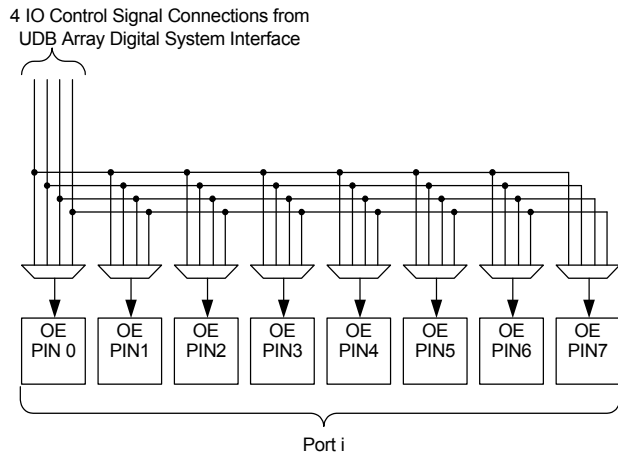 4 IO Control Signal Connections from
UDB Array Digital System Interface
OE
PIN 0
OE
PIN1
OE
PIN2
OE
PIN3
OE
PIN4
OE
PIN5
OE
PIN6
OE
PIN7
Port i